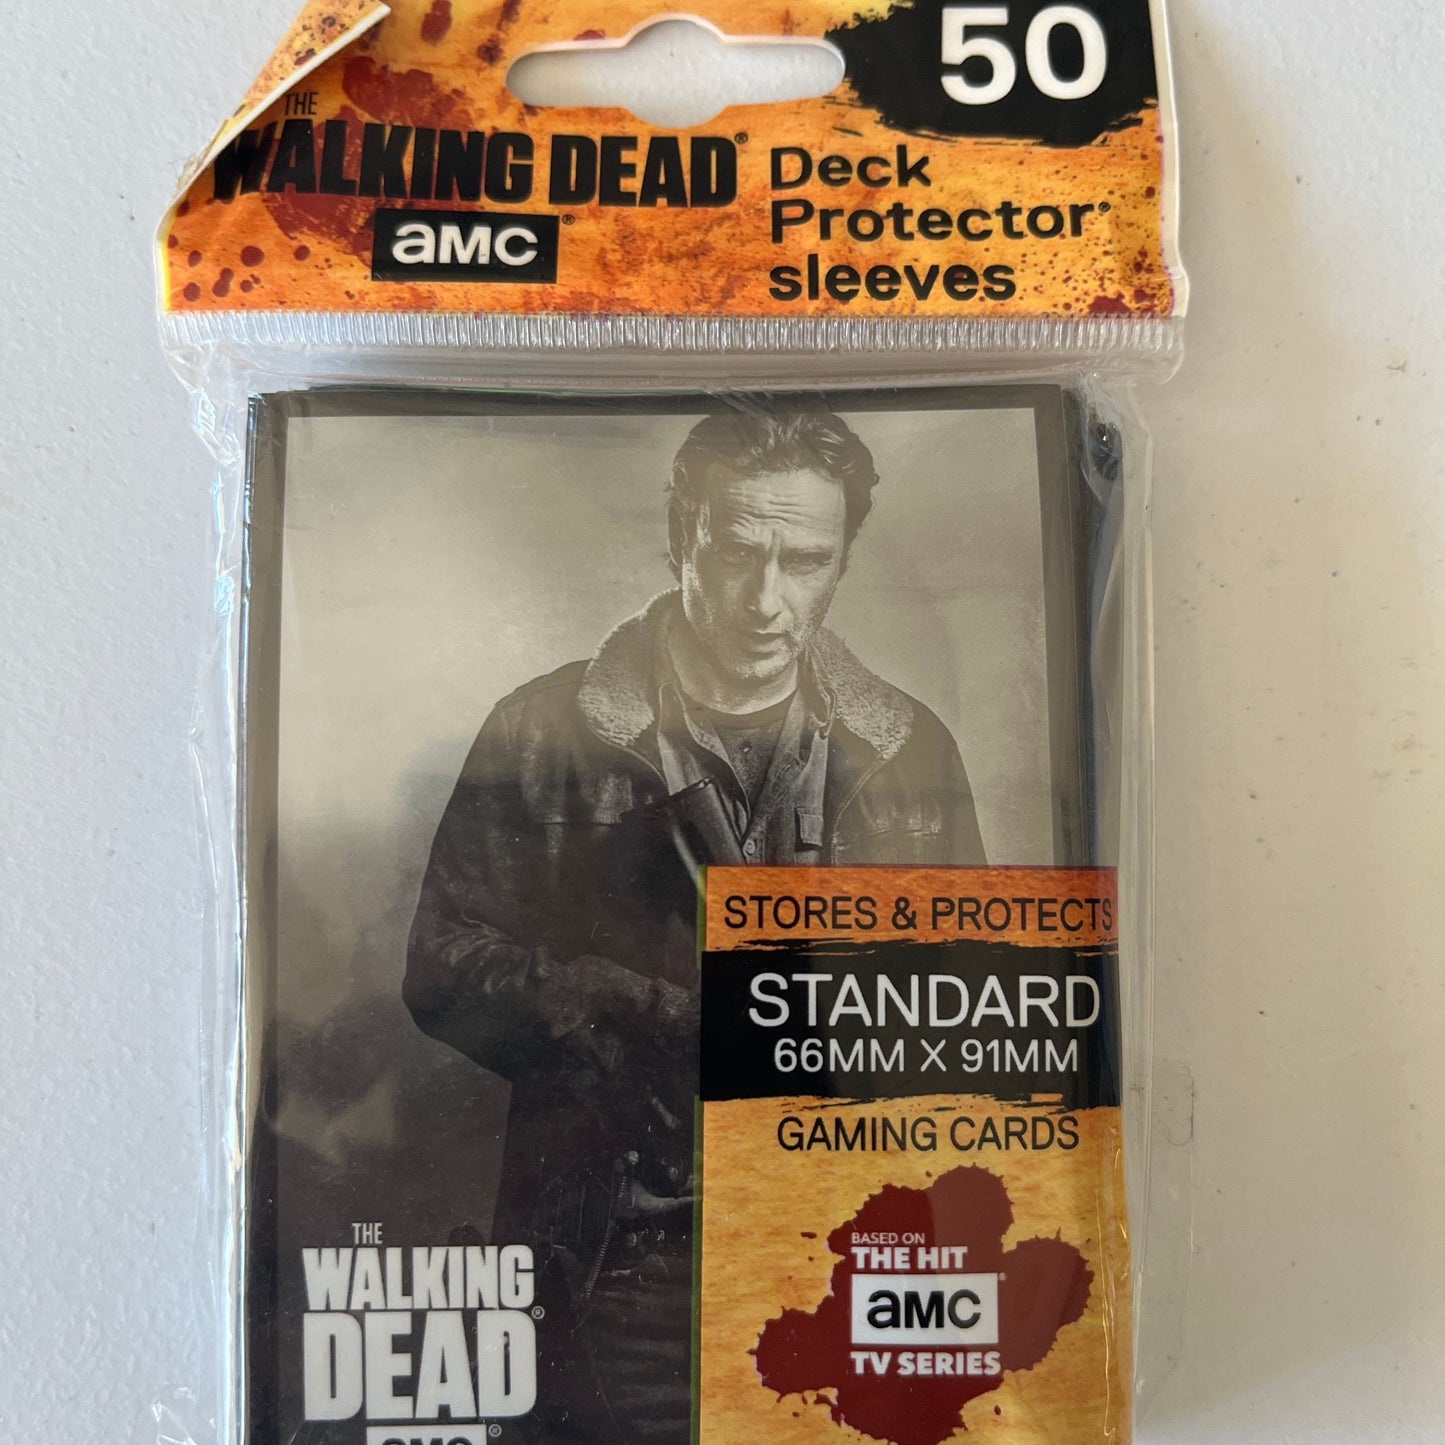 50
THE
WALKING DEAD®
aMC®
Deck
Protector®
sleeves
STORES & PROTECTS
STANDARD
66MM X 91MM
GAMING CARDS
BASED ON
THE HIT
aMC®
TV SERIES
THE
WALKING
DEAD®
aMC®